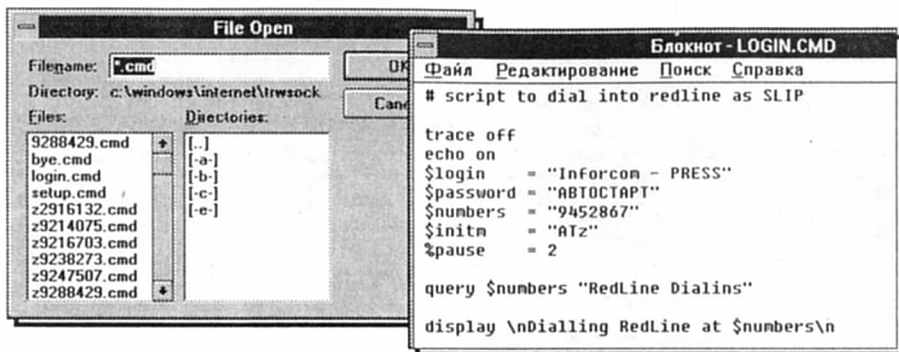 File Open
Filename: *.cmd
OK
Directory: c:\windows\internet\trwsock
Files:
Directories:
9288429.cmd
bye.cmd
login.cmd
setup.cmd
z2916132.cmd
z9214075.cmd
z9216703.cmd
z9238273.cmd
z9247507.cmd
z9288429.cmd
[..]
[-a-]
[-b-]
[-c-]
[-e-]
Блокнот - LOGIN.CMD
Файл Редактирование Поиск Справка
# script to dial into redline as SLIP
trace off
echo on
$login = "Inforcom - PRESS"
$password = "АВТОСТАРТ"
$numbers = "9452867"
$initm = "ATz"
%pause = 2
query $numbers "RedLine Dialins"
display \nDialling RedLine at $numbers\n